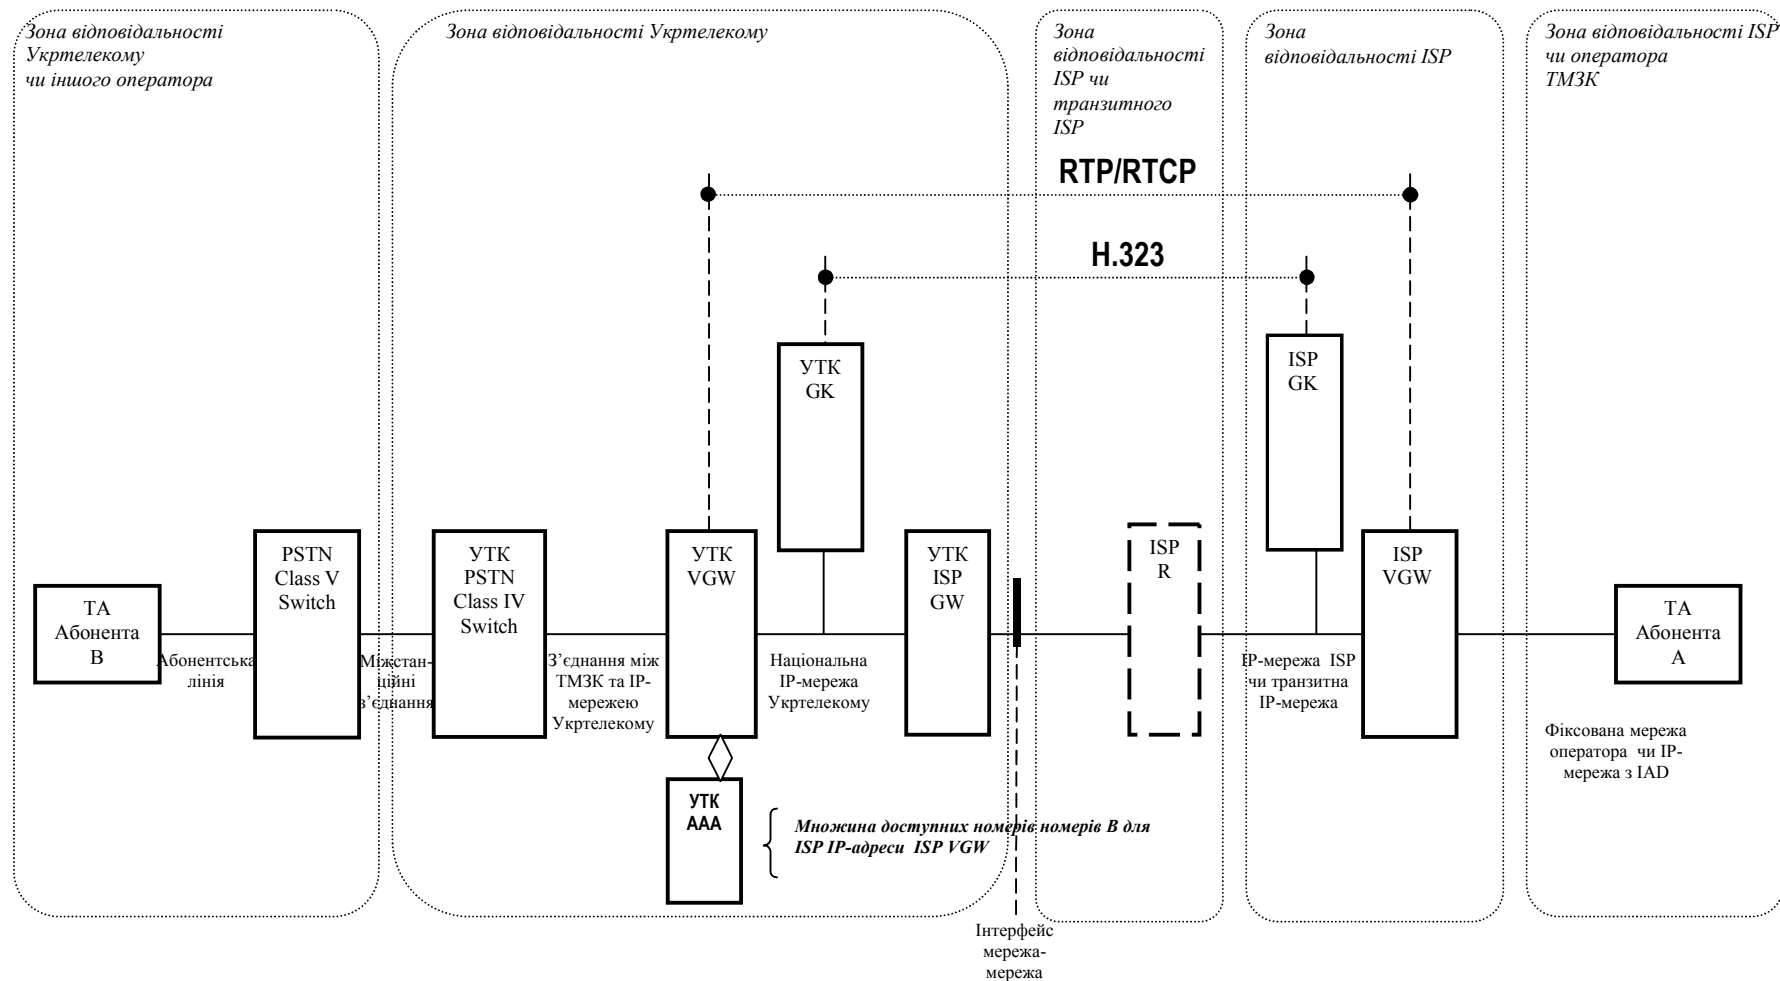 Зона відповідальності
Укртелекому
чи іншого оператора
Зона відповідальності Укртелекому
Зона
відповідальності
ISP чи
транзитного
ISP
Зона
відповідальності ISP
Зона відповідальності ISP
чи оператора
ТМЗК
RTP/RTCP
H.323
УТК
GK
ISP
GK
PSTN
Class V
Switch
УТК
PSTN
Class IV
Switch
УТК
VGW
УТК
ISP
GW
ISP
R
ISP
VGW
ТА
Абонента
В
ТА
Абонента
А
Абонентська
лінія
Міжстан-
ційні
з’єднання
З’єднання між
ТМЗК та IP-
мережею
Укртелекому
Національна
IP-мережа
Укртелекому
IP-мережа ISP
чи транзитна
IP-мережа
Фіксована мережа
оператора чи IP-
мережа з IAD
УТК
ААА
Множина доступних номерів номерів В для
ISP IP-адреси ISP VGW
Інтерфейс
мережа-
мережа